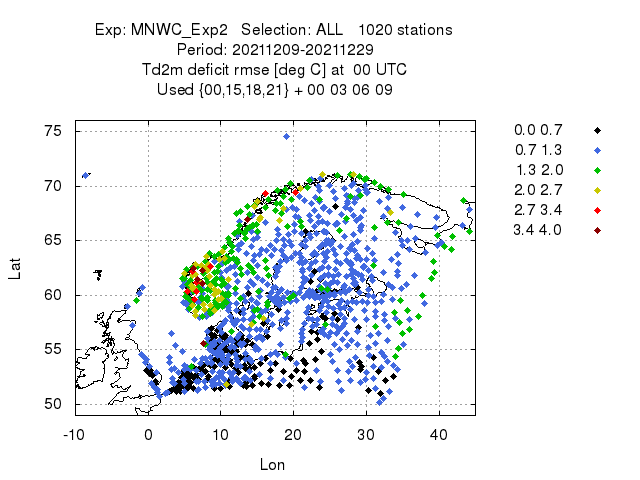 Exp: MNWC_Exp2   Selection: ALL   1020 stations
Period: 20211209-20211229
Td2m deficit rmse [deg C] at  00 UTC
Used {00,15,18,21} + 00 03 06 09
0.0 0.7
0.7 1.3
1.3 2.0
2.0 2.7
2.7 3.4
3.4 4.0
75
70
65
60
55
50
Lat
-10 0 10 20 30 40
Lon